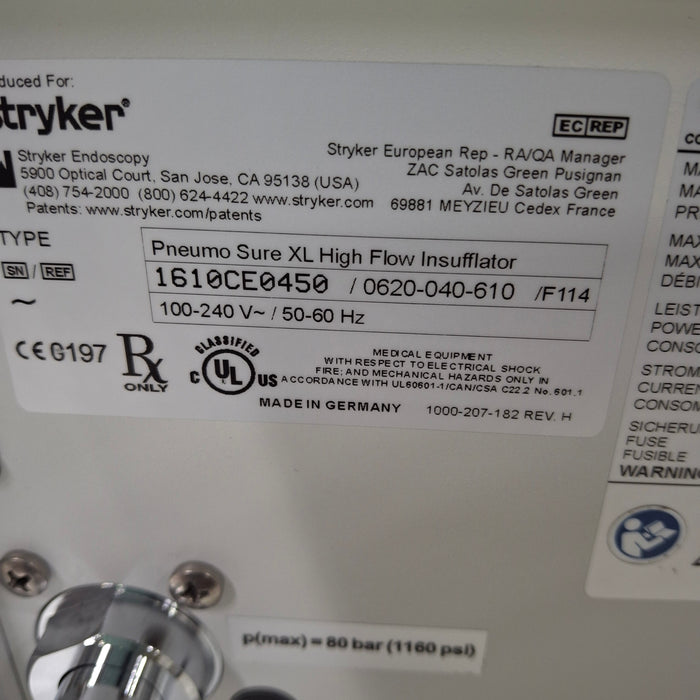 duced For:
stryker®
EC REP
Stryker Endoscopy
5900 Optical Court, San Jose, CA 95138 (USA)
(408) 754-2000 (800) 624-4422 www.stryker.com
Patents: www.stryker.com/patents
Stryker European Rep - RA/QA Manager
ZAC Satolas Green Pusignan
Av. De Satolas Green
69881 MEYZIEU Cedex France
TYPE
Pneumo Sure XL High Flow Insufflator
SN / REF
1610CE0450 / 0620-040-610 /F114
~
100-240 V~ / 50-60 Hz
CE 0197
Rx
ONLY
CLASSIFIED
C UL US
MEDICAL EQUIPMENT
WITH RESPECT TO ELECTRICAL SHOCK
FIRE; AND MECHANICAL HAZARDS ONLY IN
ACCORDANCE WITH UL60601-1/CAN/CSA C22.2 No. 601.1
MADE IN GERMANY 1000-207-182 REV. H
MAX
MAX
DÉBI
LEIST
POWE
CONSO
STROM
CURREN
CONSOM
SICHERU
FUSE
FUSIBLE
WARNING
p(max) = 80 bar (1160 psi)